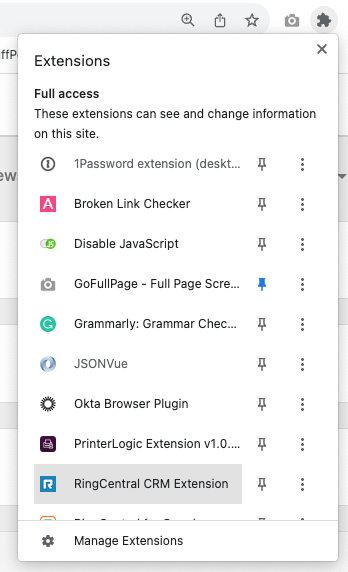 Extensions
Full access
These extensions can see and change information
on this site.
1Password extension (deskt...
Broken Link Checker
Disable JavaScript
GoFullPage - Full Page Scre...
Grammarly: Grammar Chec...
JSONVue
Okta Browser Plugin
PrinterLogic Extension v1.0....
RingCentral CRM Extension
Manage Extensions